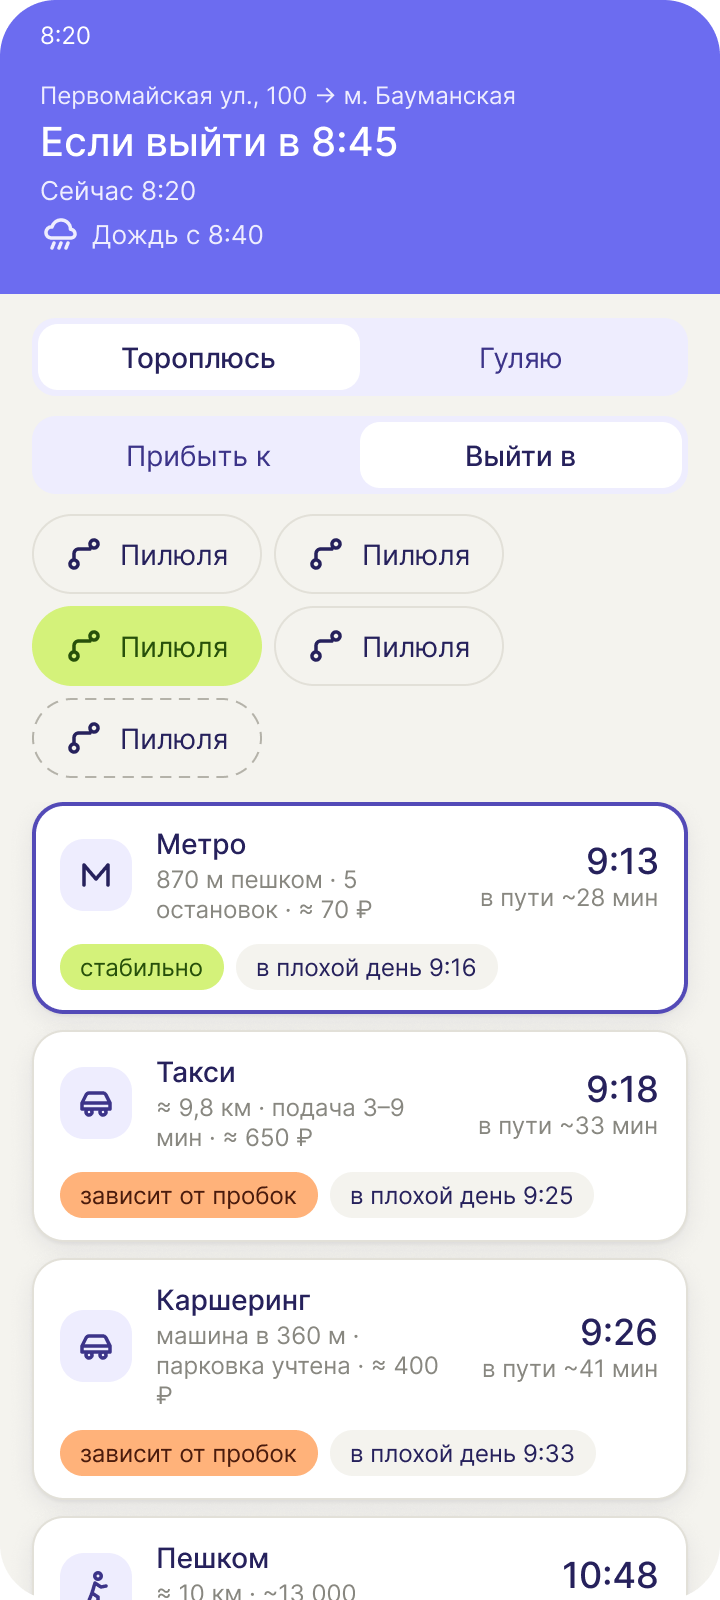 8:20
Первомайская ул., 100 → м. Бауманская
Если выйти в 8:45
Сейчас 8:20
Дождь с 8:40
Тороплюсь
Гуляю
Прибыть к
Выйти в
Пилюля
Пилюля
Пилюля
Пилюля
Пилюля
Метро
870 м пешком · 5
остановок · ≈ 70 ₽
9:13
в пути ~28 мин
стабильно
в плохой день 9:16
Такси
≈ 9,8 км · подача 3–9
мин · ≈ 650 ₽
9:18
в пути ~33 мин
зависит от пробок
в плохой день 9:25
Каршеринг
машина в 360 м ·
парковка учтена · ≈ 400
₽
9:26
в пути ~41 мин
зависит от пробок
в плохой день 9:33
Пешком
≈ 10 км · ~13 000
10:48